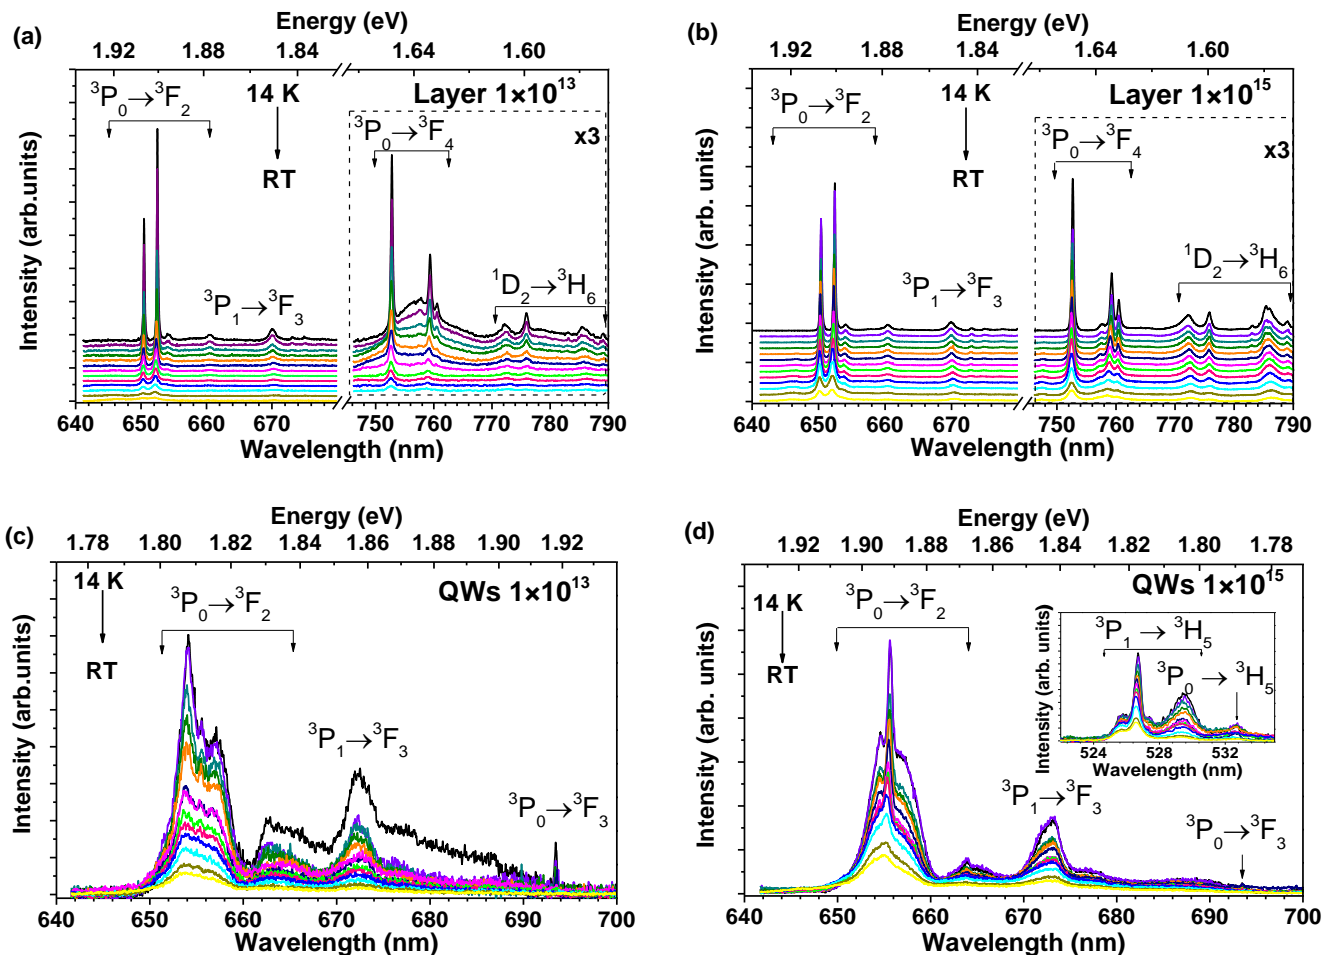 (a)
Energy (eV)
1.92 1.88 1.84 1.64 1.60
³P₀→³F₂
14 K
RT
Layer 1×10¹³
x3
³P₀→³F₄
³P₁→³F₃
¹D₂→³H₆
Intensity (arb.units)
640 650 660 670 750 760 770 780 790
Wavelength (nm)
(b)
Energy (eV)
1.92 1.88 1.84 1.64 1.60
³P₀→³F₂
14 K
RT
Layer 1×10¹⁵
x3
³P₀→³F₄
³P₁→³F₃
¹D₂→³H₆
Intensity (arb. units)
640 650 660 670 750 760 770 780 790
Wavelength (nm)
(c)
Energy (eV)
1.78 1.80 1.82 1.84 1.86 1.88 1.90 1.92
14 K
RT
³P₀→³F₂
QWs 1×10¹³
³P₁→³F₃
³P₀→³F₃
Intensity (arb.units)
650 660 670 680 690 700
Wavelength (nm)
(d)
Energy (eV)
1.92 1.90 1.88 1.86 1.84 1.82 1.80 1.78
14 K
RT
³P₀→³F₂
QWs 1×10¹⁵
³P₁→³F₃
³P₀→³F₃
Intensity (arb. units)
640 650 660 670 680 690 700
Wavelength (nm)
³P₁ → ³H₅
³P₀ → ³H₅
Intensity (arb. units)
524 528 532
Wavelength (nm)